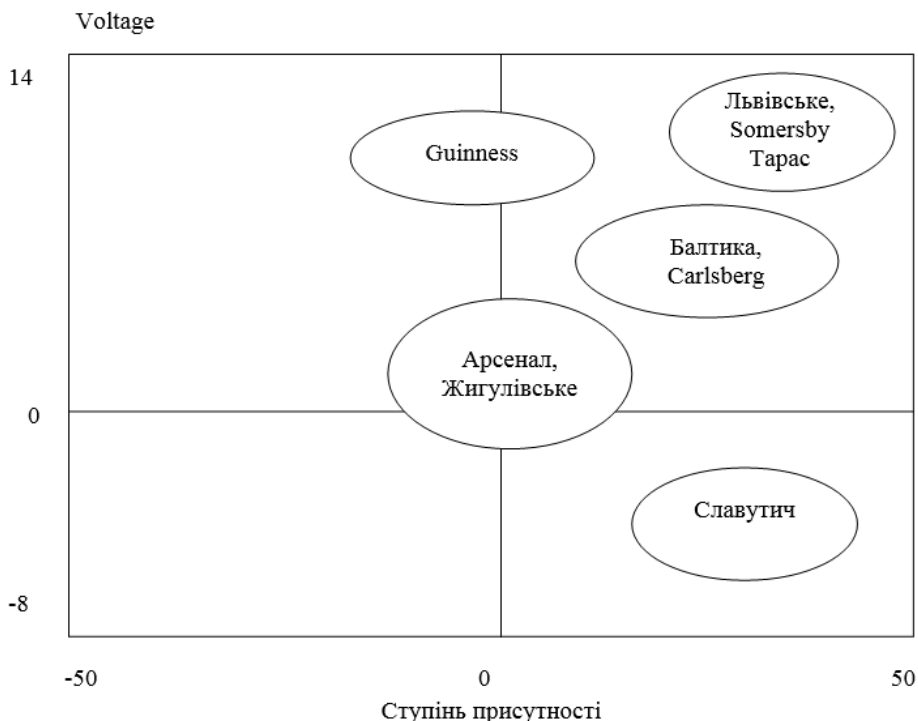 Voltage
14
Львівське,
Somersby
Тарас
Guinness
Балтика,
Carlsberg
Арсенал,
Жигулівське
0
Славутич
-8
-50
0
50
Ступінь присутності